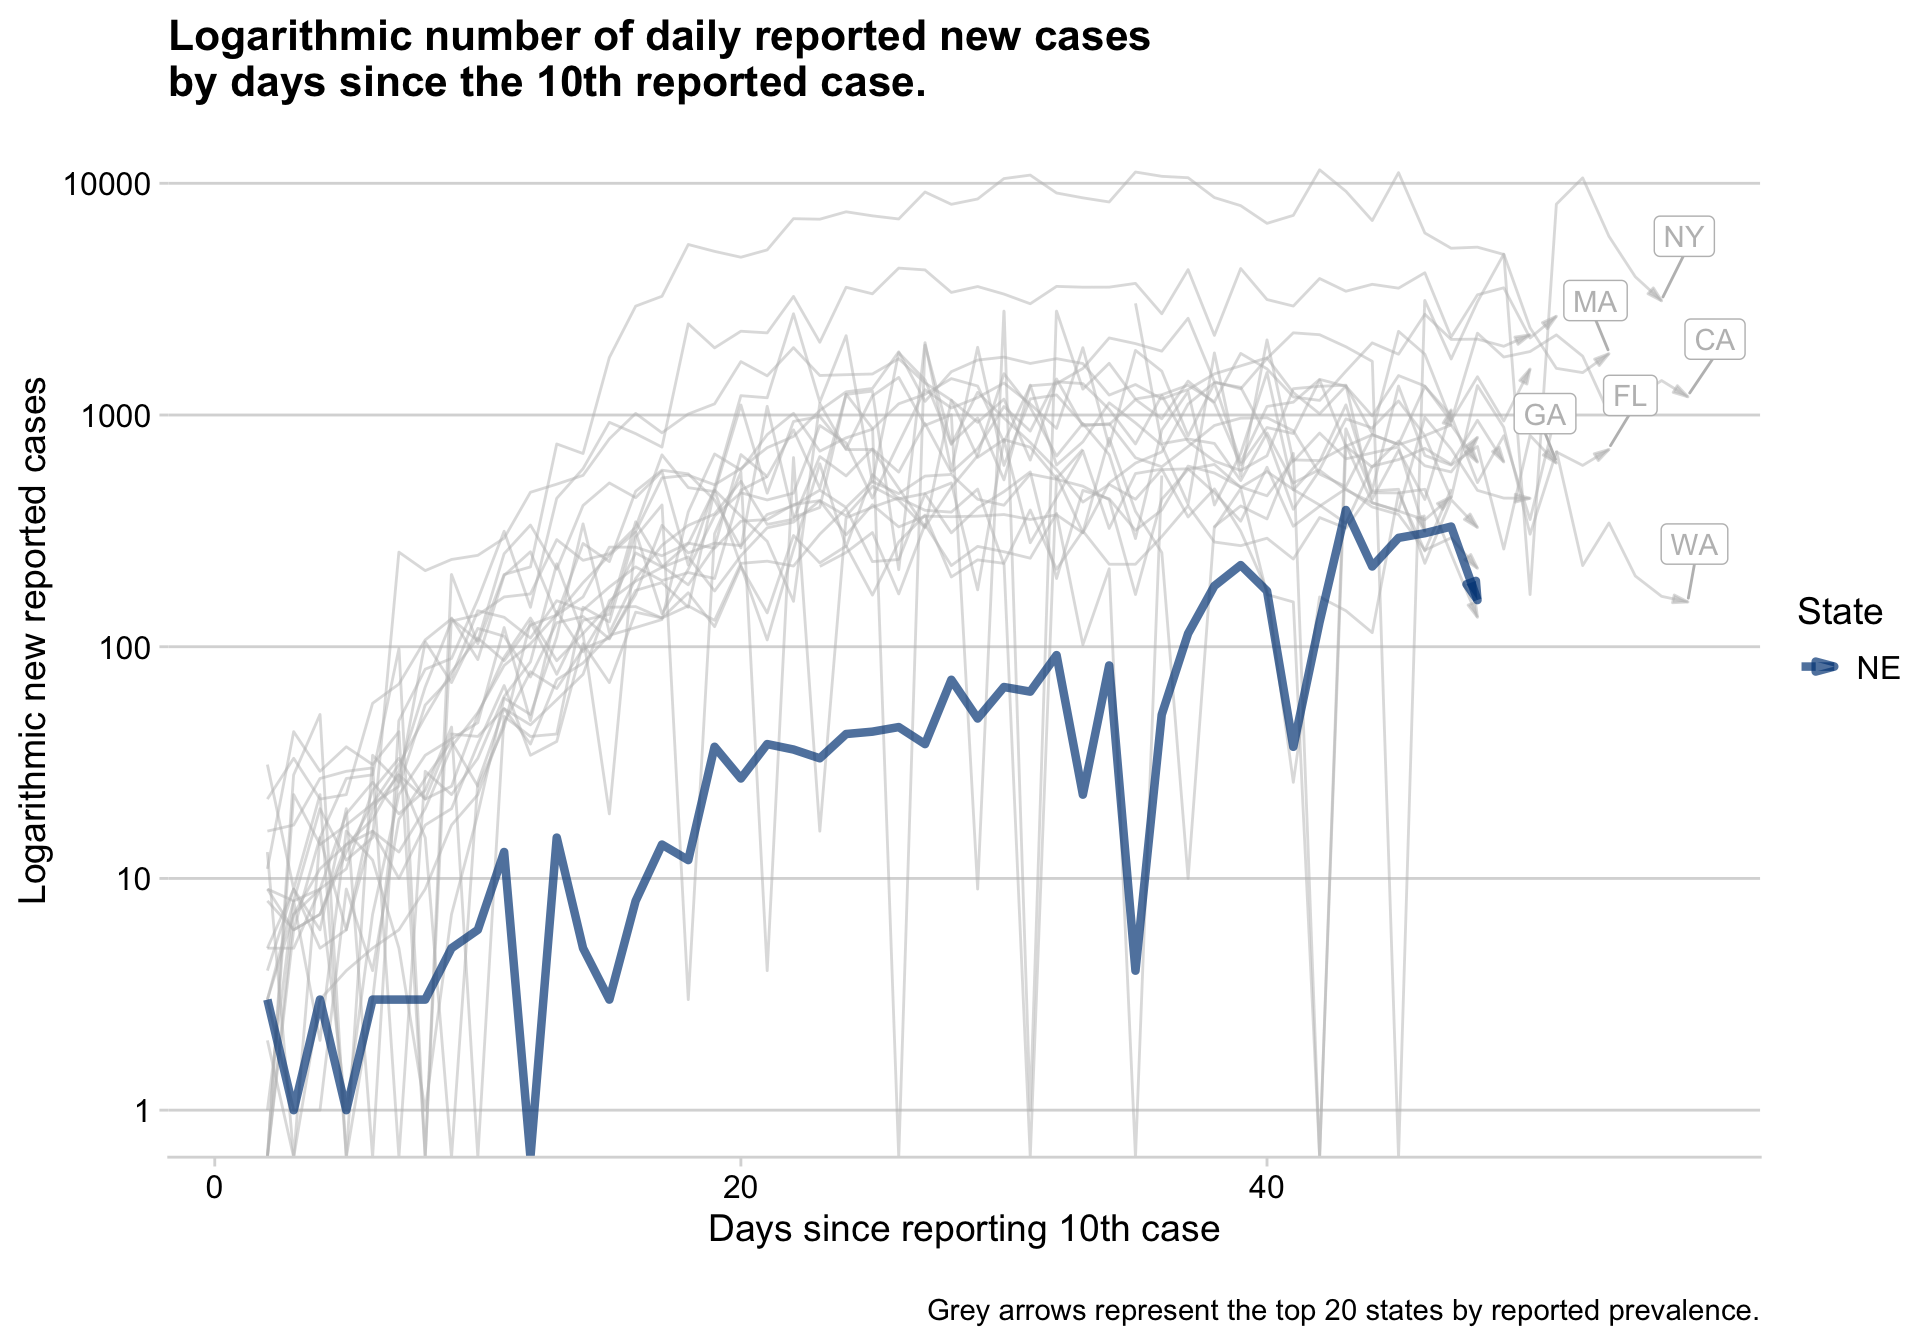 Logarithmic number of daily reported new cases
by days since the 10th reported case.
Logarithmic new reported cases
10000
1000
100
10
1
NY
MA
CA
FL
GA
WA
State
NE
0
20
40
Days since reporting 10th case
Grey arrows represent the top 20 states by reported prevalence.